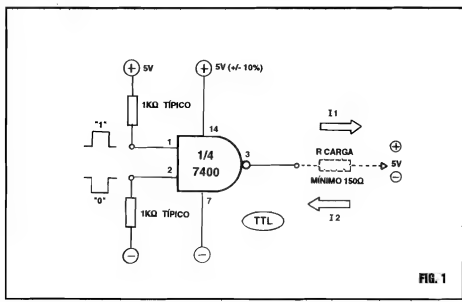 5V
5V (+/- 10%)
1KΩ TÍPICO
"1"
14
I1
1
1/4
7400
3
R CARGA
5V
MÍNIMO 150Ω
2
"0"
1KΩ TÍPICO
7
TTL
I2
FIG. 1